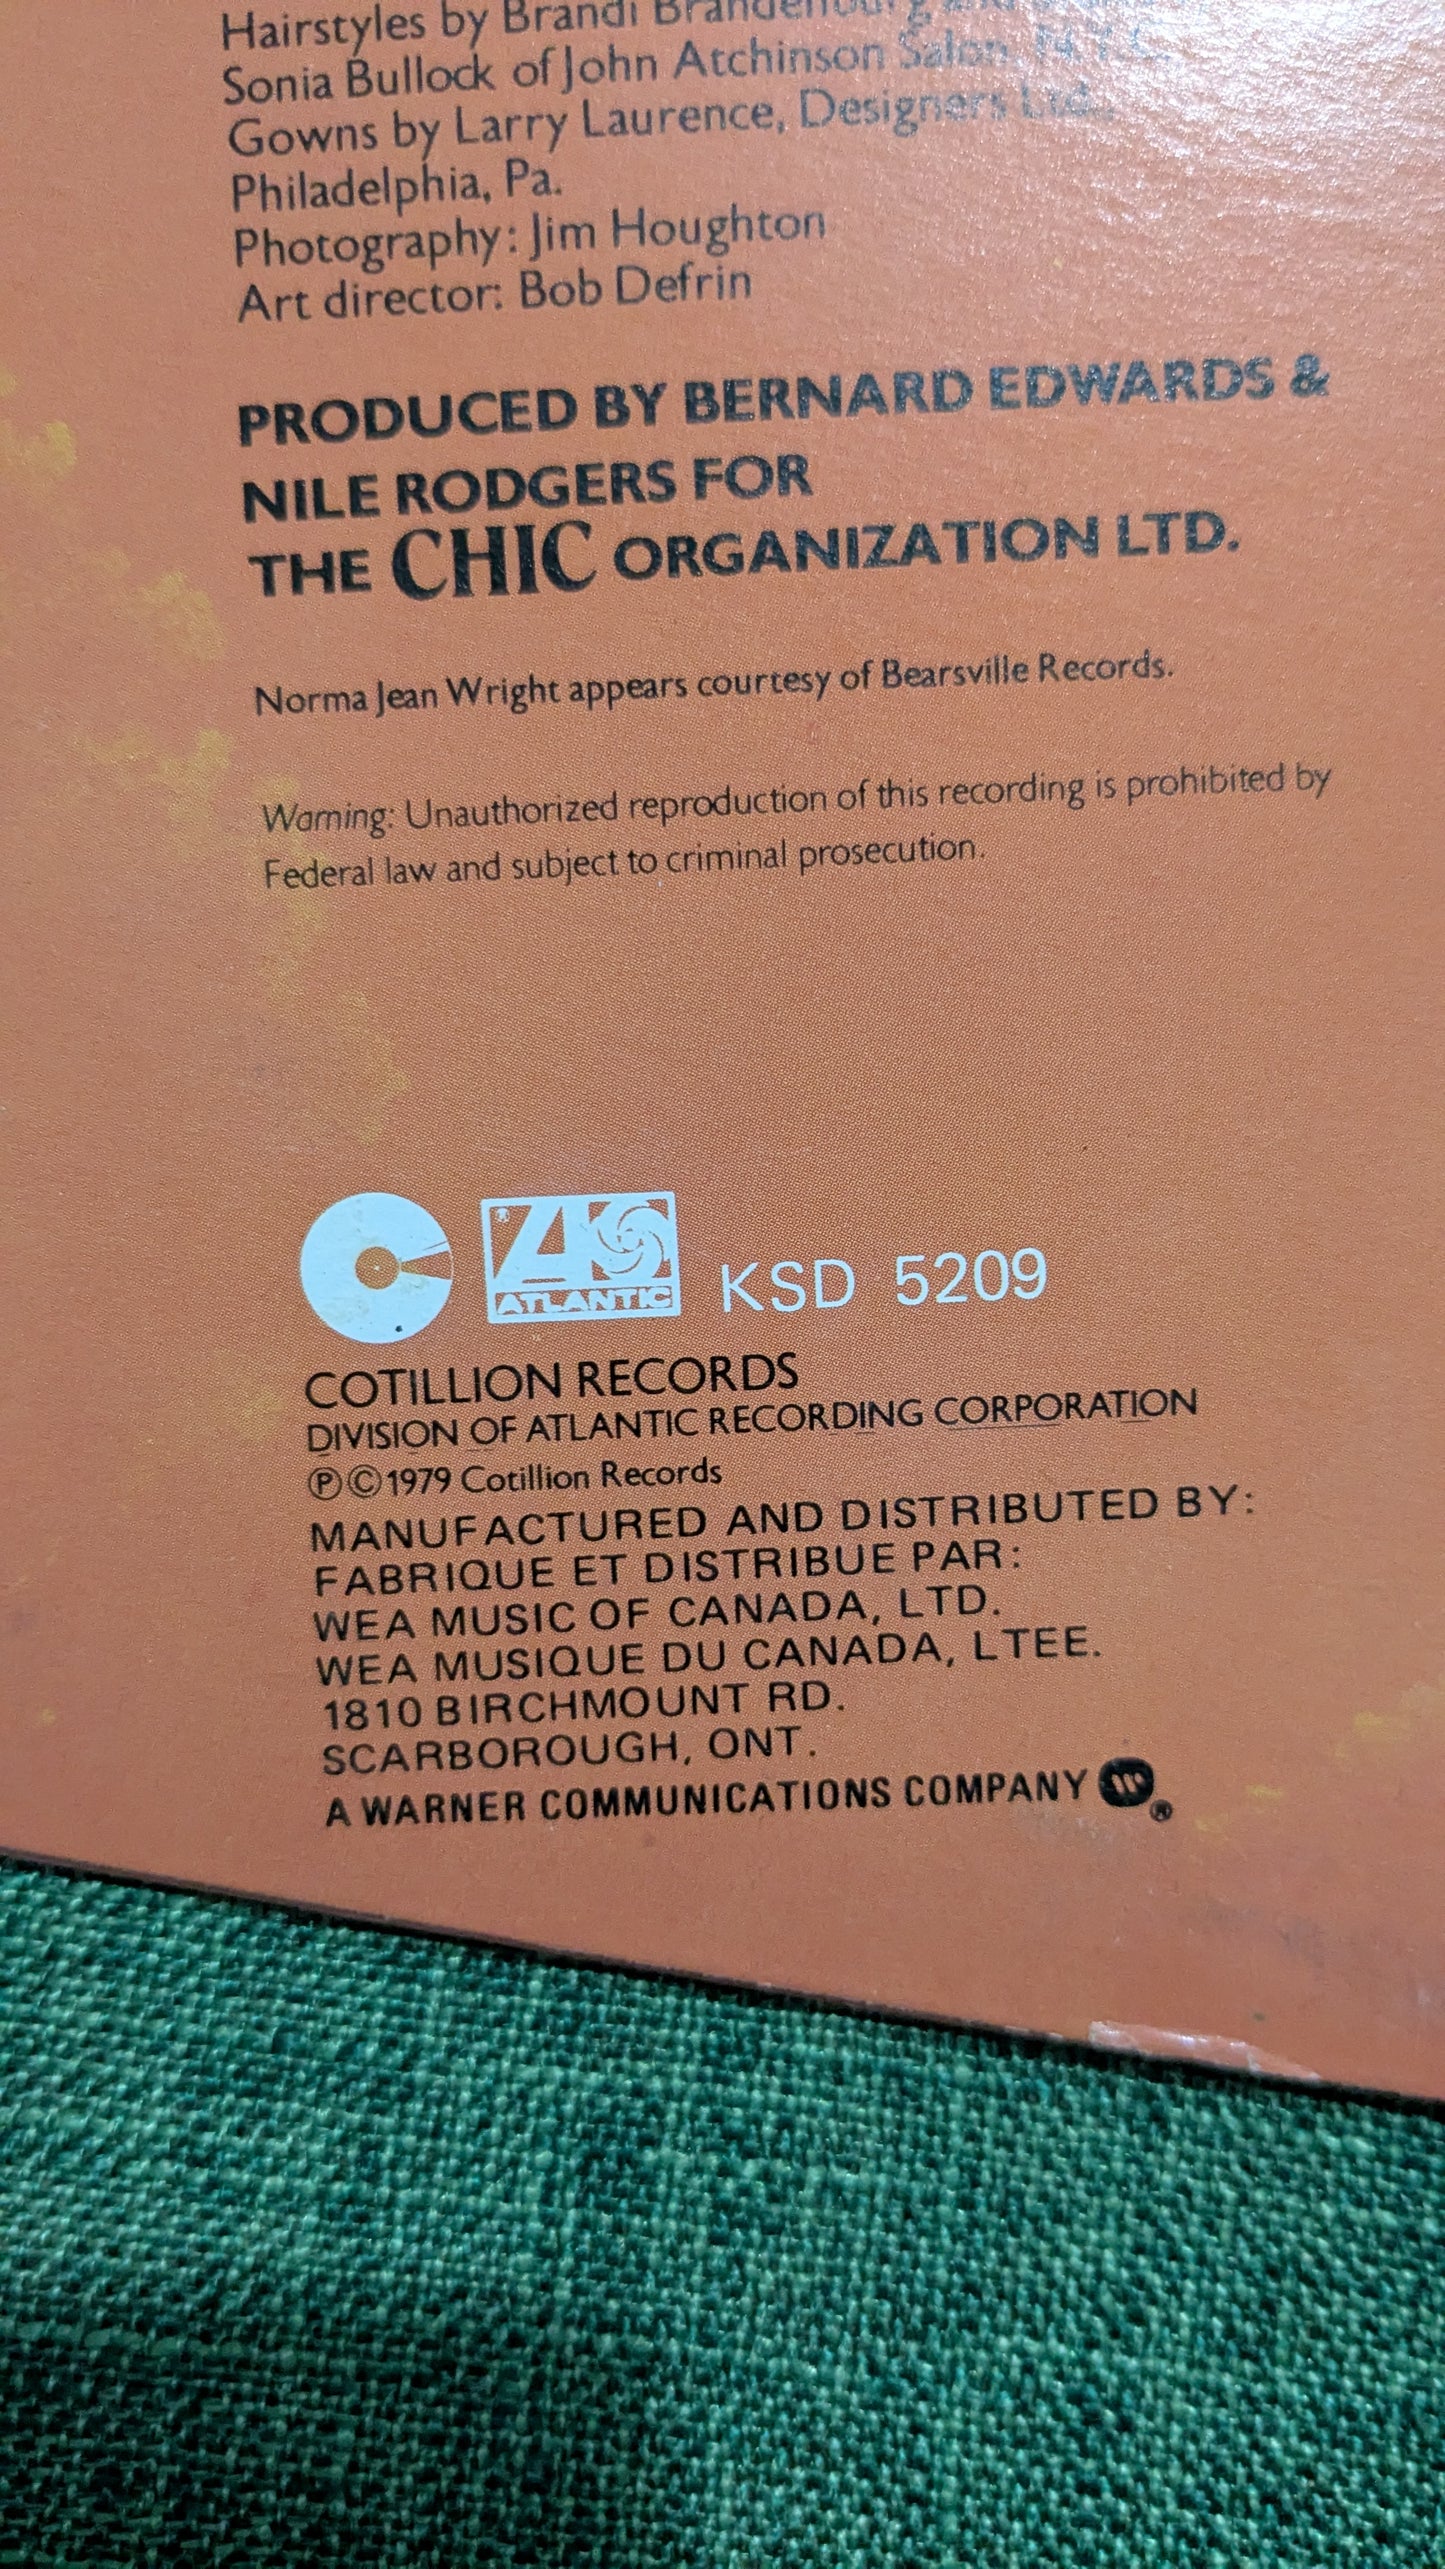 Hairstyles by Brandi Brandenburg and
Sonia Bullock of John Atchinson Salon, N.Y.C.
Gowns by Larry Laurence, Designers Ltd.,
Philadelphia, Pa.
Photography: Jim Houghton
Art director: Bob Defrin
PRODUCED BY BERNARD EDWARDS &
NILE RODGERS FOR
THE CHIC ORGANIZATION LTD.
Norma Jean Wright appears courtesy of Bearsville Records.
Warning: Unauthorized reproduction of this recording is prohibited by
Federal law and subject to criminal prosecution.
ATLANTIC
KSD 5209
COTILLION RECORDS
DIVISION OF ATLANTIC RECORDING CORPORATION
℗©1979 Cotillion Records
MANUFACTURED AND DISTRIBUTED BY:
FABRIQUE ET DISTRIBUE PAR:
WEA MUSIC OF CANADA, LTD.
WEA MUSIQUE DU CANADA, LTEE.
1810 BIRCHMOUNT RD.
SCARBOROUGH, ONT.
A WARNER COMMUNICATIONS COMPANY ®